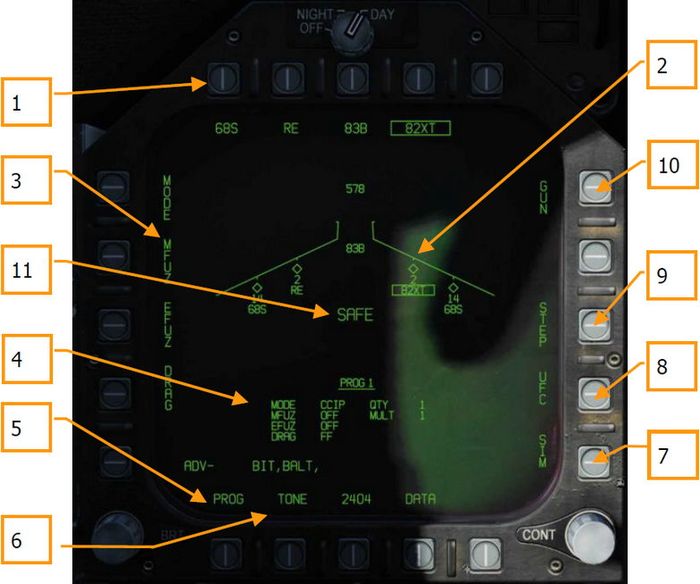 NIGHT DAY
OFF
1
2
68S RE 83B 82XT
3
10
MODE
GUN
578
MFUZ
83B
11
2 2
RE 82XT
14 14
68S 68S
9
SAFE
EFUZ
STEP
4
8
PROG 1
DRAG
UFC
MODE CCIP QTY 1
MFUZ OFF MULT 1
EFUZ OFF
DRAG FF
5
7
SIM
ADV- BIT,BALT,
PROG TONE 2404 DATA
6
BRT
CONT